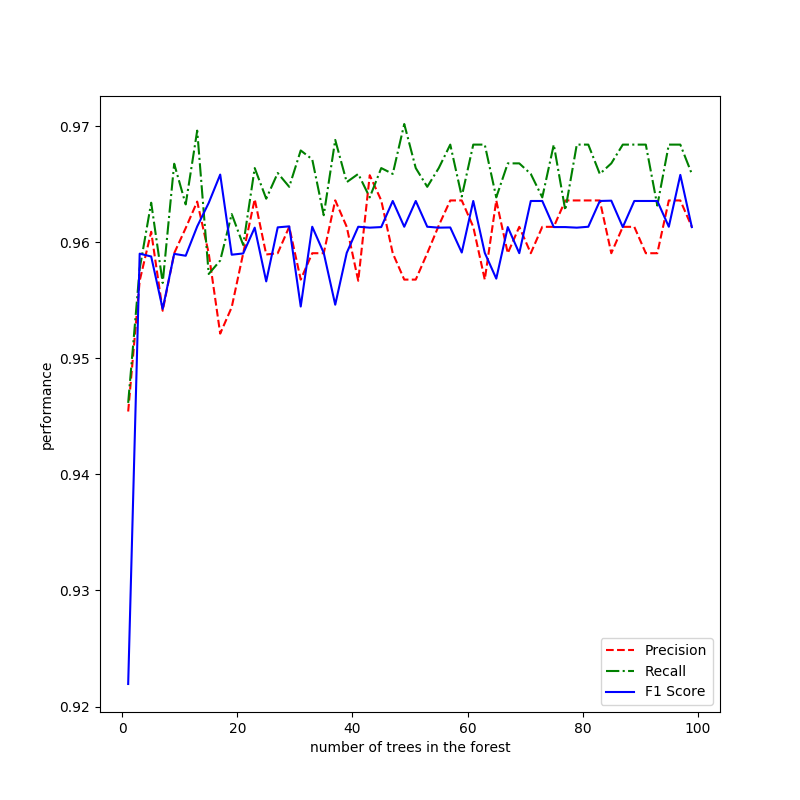 0.97
0.96
0.95
0.94
0.93
0.92
performance
0 20 40 60 80 100
number of trees in the forest
Precision
Recall
F1 Score